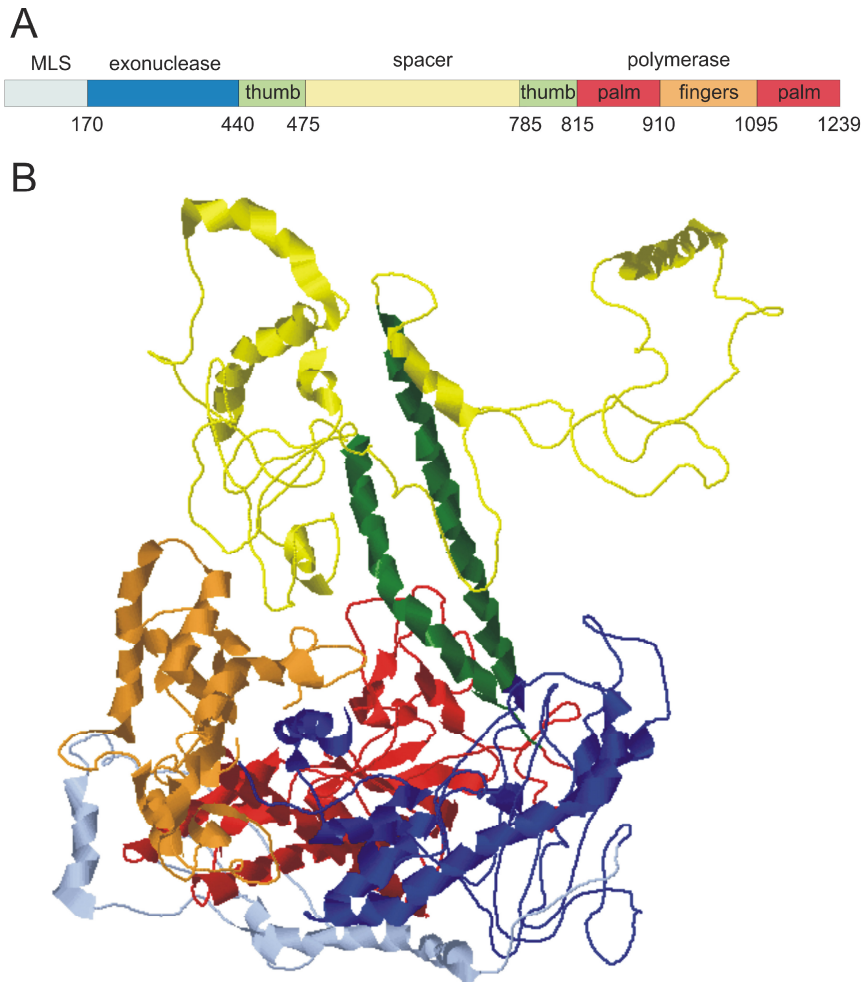 A
MLS exonuclease spacer polymerase
thumb thumb palm fingers palm
170 440 475 785 815 910 1095 1239
B